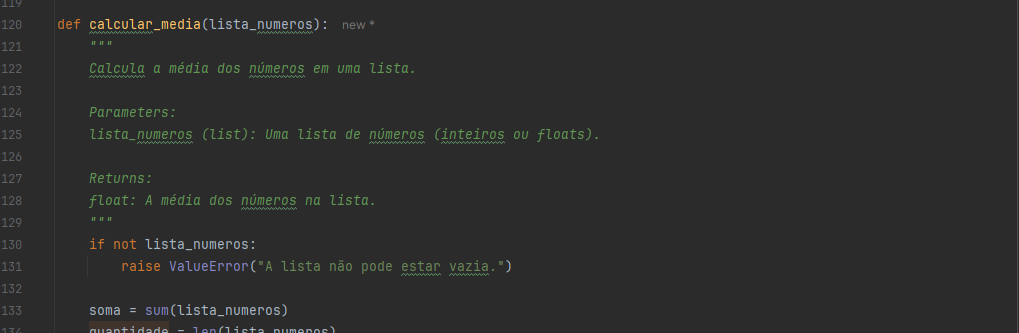 119
120 def calcular_media(lista_numeros): new *
121 """
122 Calcula a média dos números em uma lista.
123
124 Parameters:
125 lista_numeros (list): Uma lista de números (inteiros ou floats).
126
127 Returns:
128 float: A média dos números na lista.
129 """
130 if not lista_numeros:
131 raise ValueError("A lista não pode estar vazia.")
132
133 soma = sum(lista_numeros)
134 quantidade = len(lista_numeros)